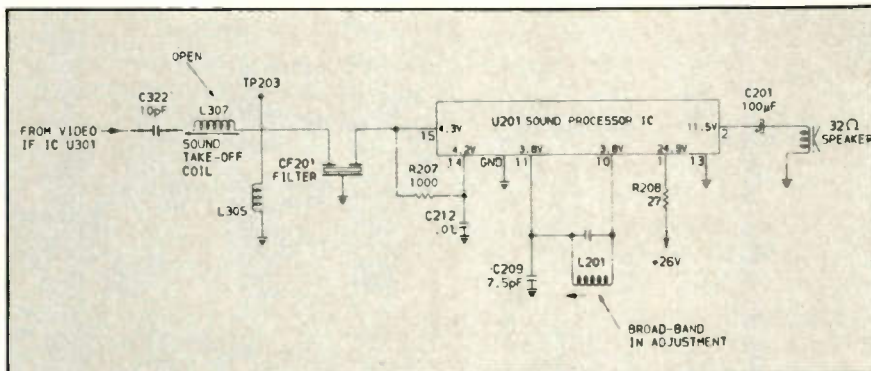 OPEN
TP203
C322
10pF
L307
FROM VIDEO
IF IC U301
SOUND
TAKE-OFF
COIL
L305
CF201
FILTER
U201 SOUND PROCESSOR IC
15
4.3V
4.2V
14
GND
3.8V
11
3.8V
10
24.9V
1
13
11.5V
2
C201
100µF
32Ω
SPEAKER
R207
1000
C212
.01
R208
27
+26V
C209
7.5pF
L201
BROAD-BAND
IN ADJUSTMENT